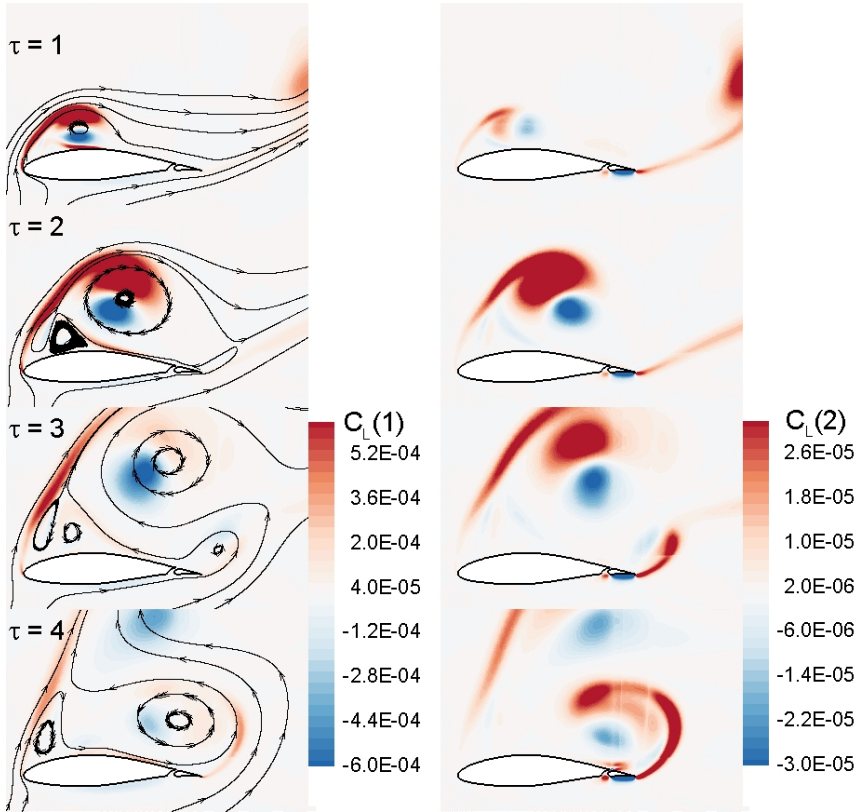 τ = 1
τ = 2
τ = 3
τ = 4
C_L(1)
5.2E-04
3.6E-04
2.0E-04
4.0E-05
-1.2E-04
-2.8E-04
-4.4E-04
-6.0E-04
C_L(2)
2.6E-05
1.8E-05
1.0E-05
2.0E-06
-6.0E-06
-1.4E-05
-2.2E-05
-3.0E-05